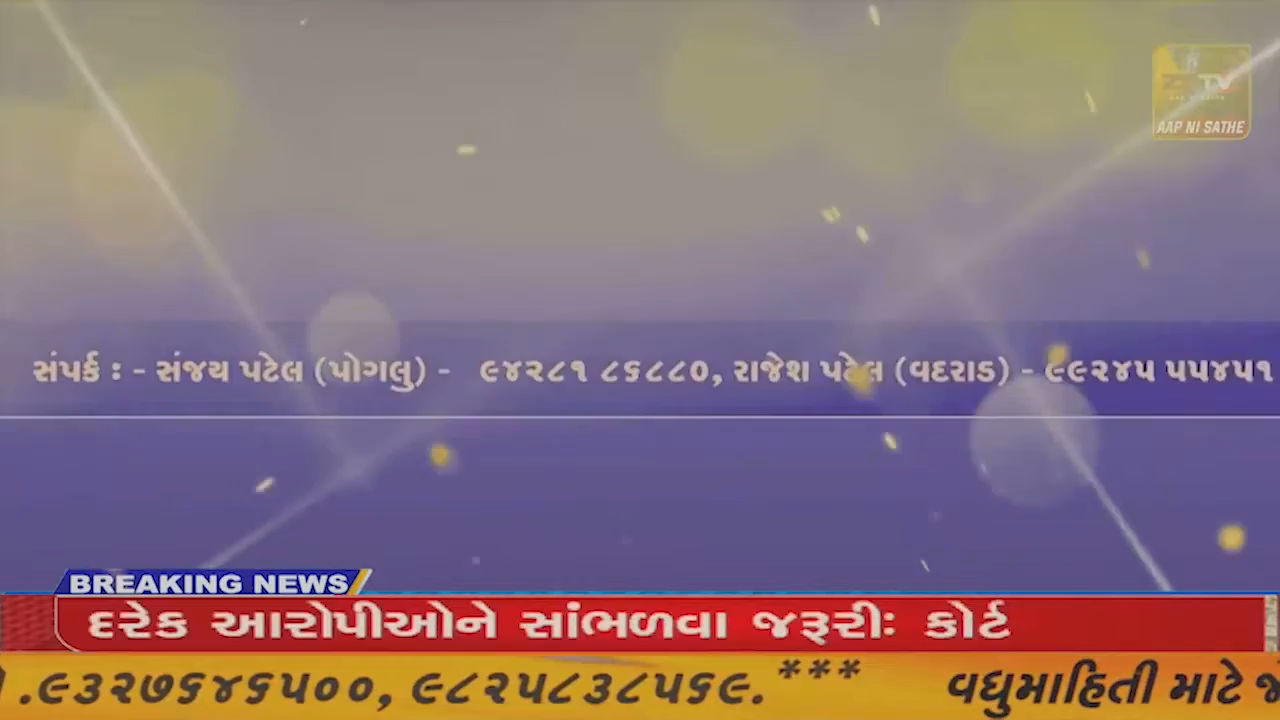 TV
AAP NI SATHE
સંપર્ક : - સંજય પટેલ (પોગલુ) - ૯૪૨૮૧ ૮૬૮૮૦, રાજેશ પટેલ (વદરાડ) - ૯૯૨૪૫ ૫૫૪૫૧
BREAKING NEWS
દરેક આરોપીઓને સાંભળવા જરૂરીઃ કોર્ટ
.૯૩૨૭૬૪૬૫૦૦, ૯૮૨૫૮૩૮૫૬૯.*** વધુમાહિતી માટે